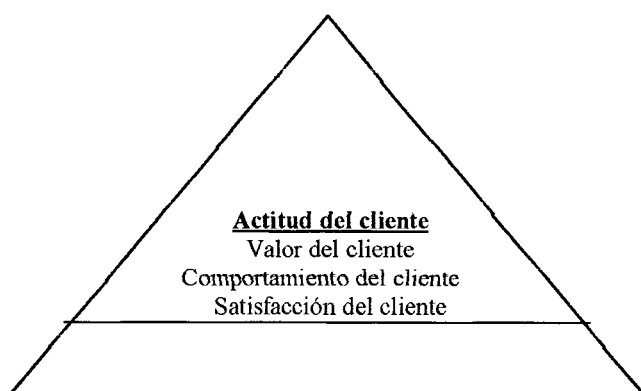 Actitud del cliente
Valor del cliente
Comportamiento del cliente
Satisfacción del cliente